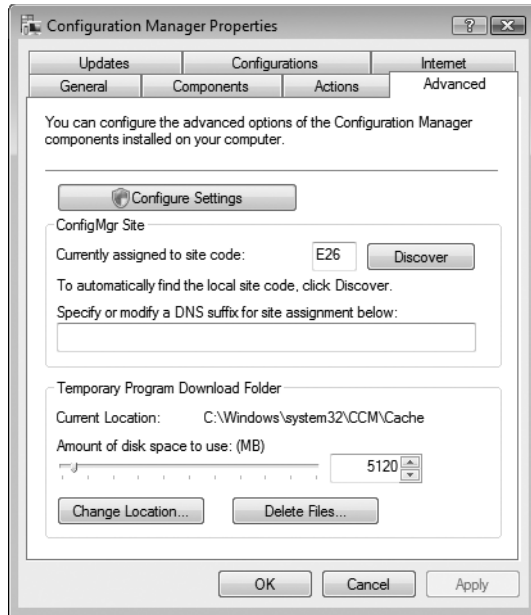 Configuration Manager Properties
Updates Configurations Internet
General Components Actions Advanced
You can configure the advanced options of the Configuration Manager
components installed on your computer.
Configure Settings
ConfigMgr Site
Currently assigned to site code: E26 Discover
To automatically find the local site code, click Discover.
Specify or modify a DNS suffix for site assignment below:
Temporary Program Download Folder
Current Location: C:\Windows\system32\CCM\Cache
Amount of disk space to use: (MB)
5120
Change Location... Delete Files...
OK Cancel Apply